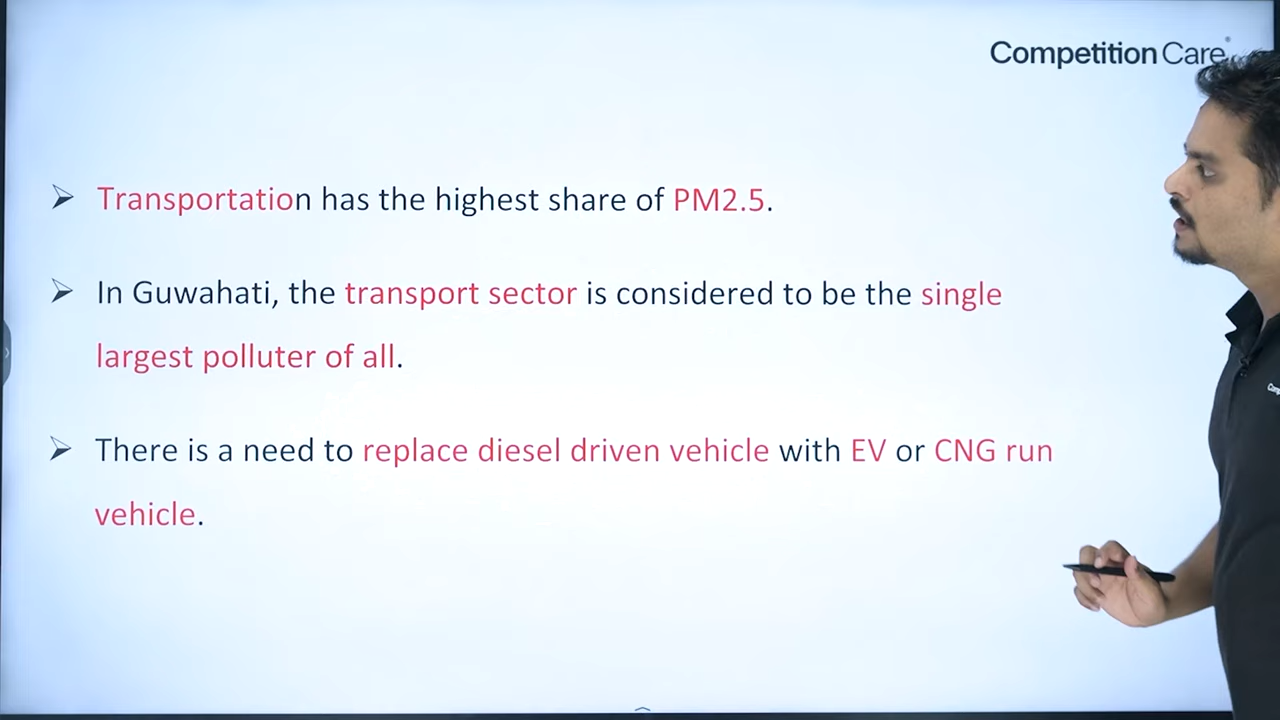 Competition Care
➢ Transportation has the highest share of PM2.5.
➢ In Guwahati, the transport sector is considered to be the single
largest polluter of all.
➢ There is a need to replace diesel driven vehicle with EV or CNG run
vehicle.